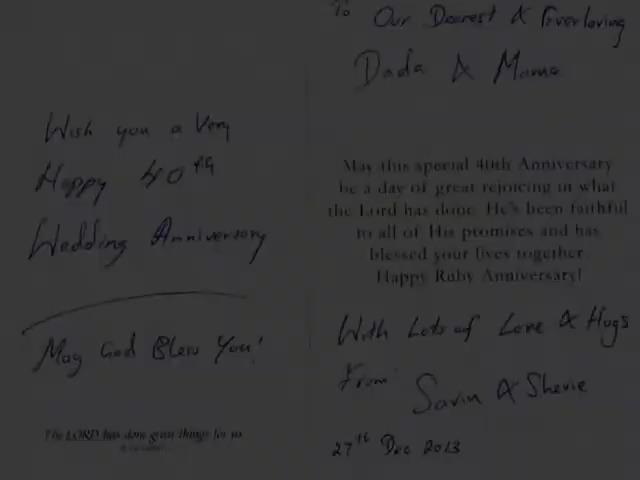 Wish you a Very
Happy 40th
Wedding Anniversary
May God Bless You!
The LORD has done great things for us
To Our Dearest & Everloving
Dada & Mama
May this special 40th Anniversary
be a day of great rejoicing in what
the Lord has done. He's been faithful
to all of His promises and has
blessed your lives together.
Happy Ruby Anniversary!
With Lots of Love & Hugs
From
Savin & Sherie
27th Dec 2013